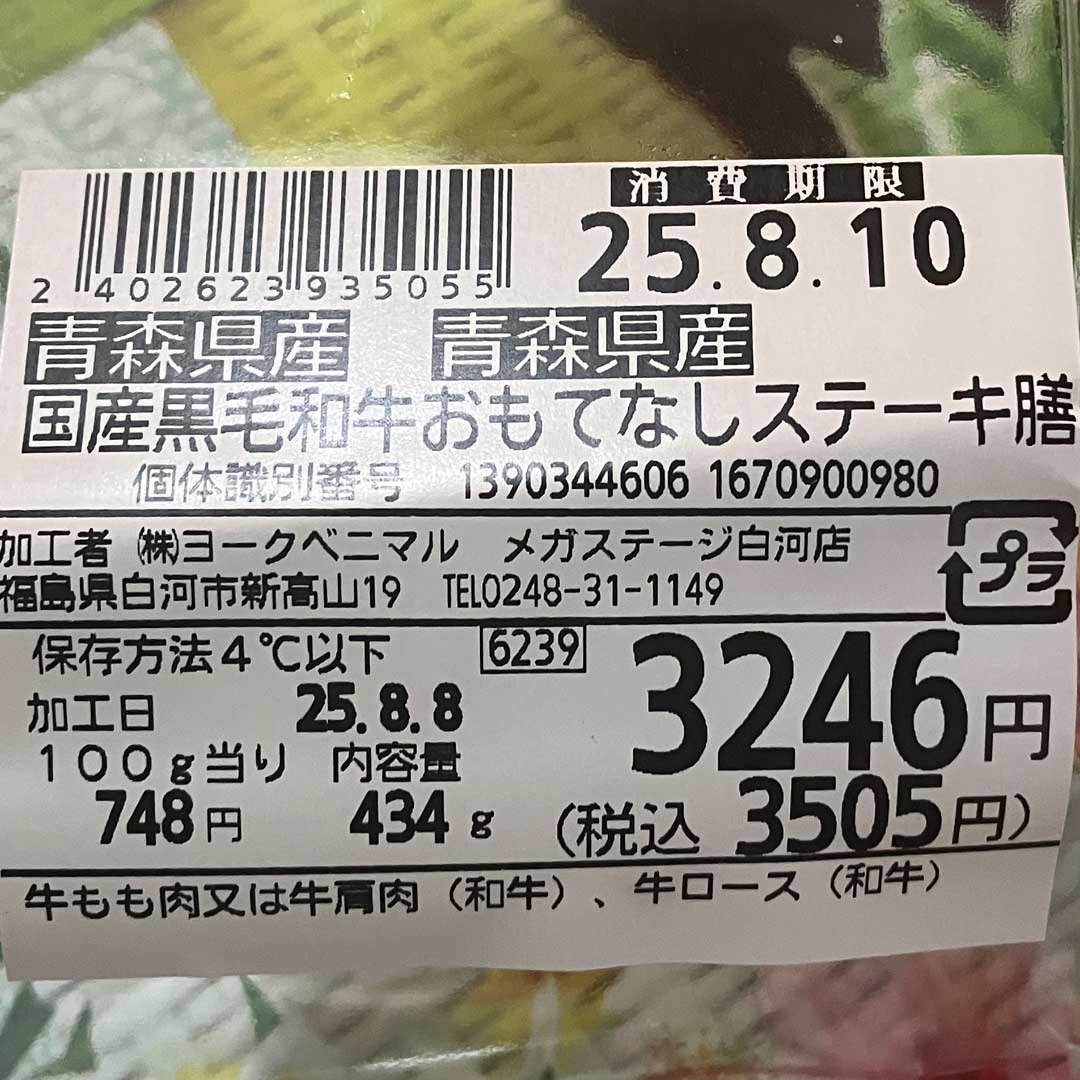 消費期限
25.8.10
2 402623 935055
青森県産 青森県産
国産黒毛和牛おもてなしステーキ膳
個体識別番号 1390344606 1670900980
加工者 ㈱ヨークベニマル メガステージ白河店
福島県白河市新高山19 TEL0248-31-1149
プラ
保存方法4℃以下 6239
加工日 25.8.8
3246円
100g当り 内容量
748円 434g
(税込 3505円)
牛もも肉又は牛肩肉(和牛)、牛ロース(和牛)